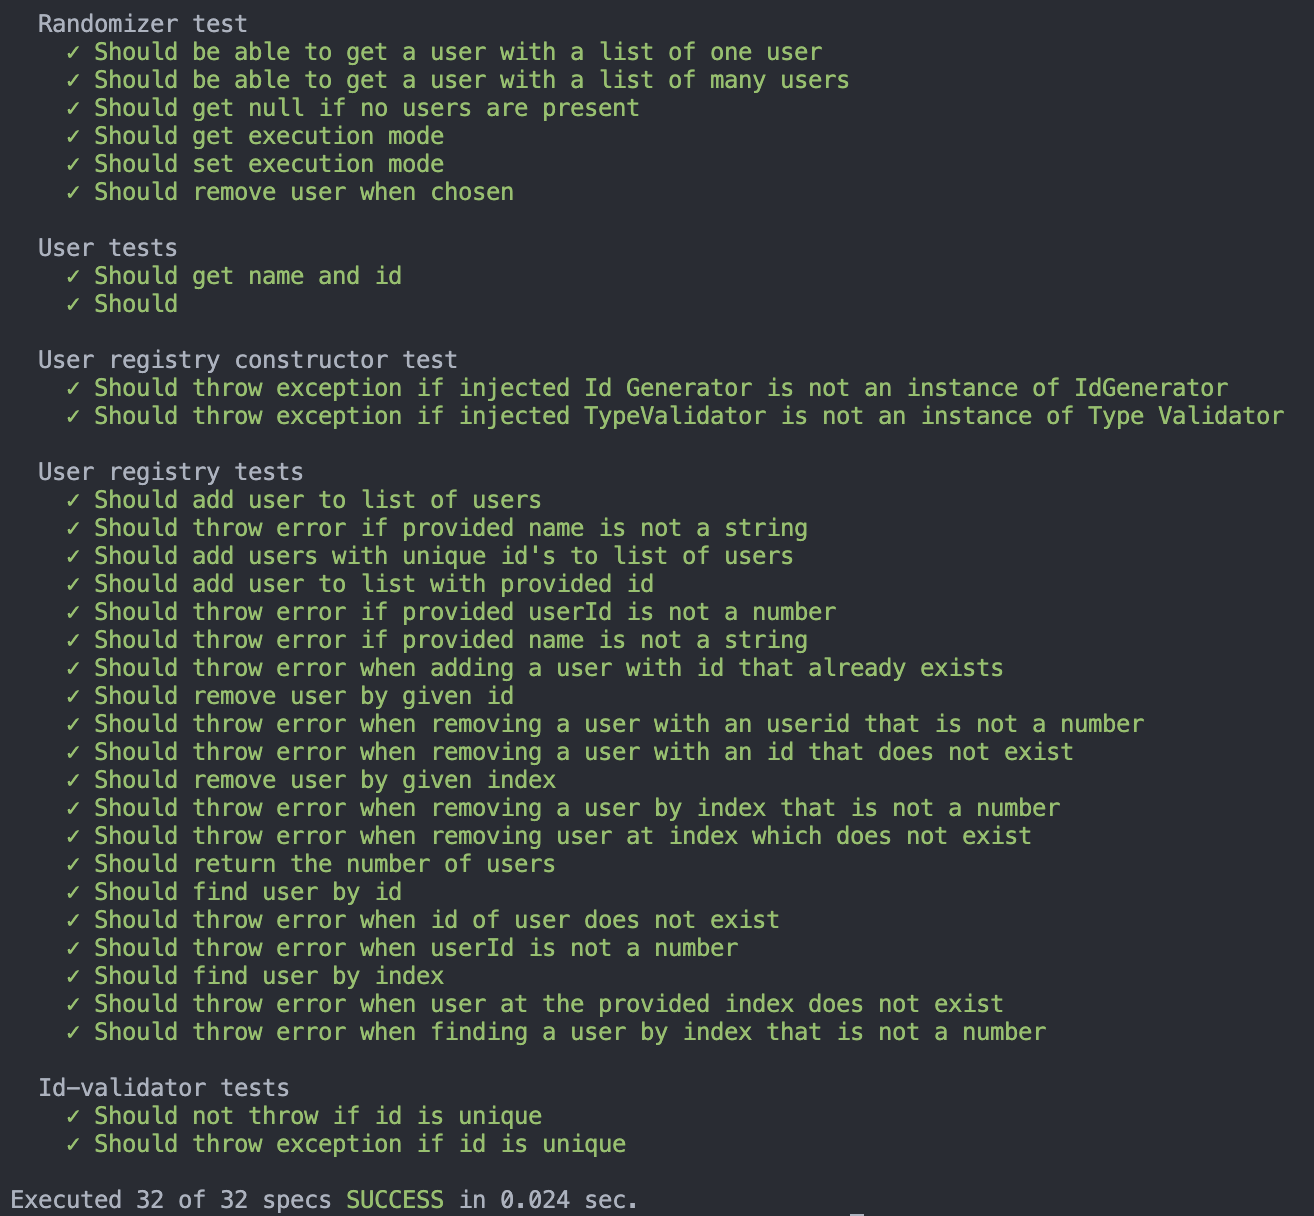 Randomizer test
✓ Should be able to get a user with a list of one user
✓ Should be able to get a user with a list of many users
✓ Should get null if no users are present
✓ Should get execution mode
✓ Should set execution mode
✓ Should remove user when chosen
User tests
✓ Should get name and id
✓ Should
User registry constructor test
✓ Should throw exception if injected Id Generator is not an instance of IdGenerator
✓ Should throw exception if injected TypeValidator is not an instance of Type Validator
User registry tests
✓ Should add user to list of users
✓ Should throw error if provided name is not a string
✓ Should add users with unique id's to list of users
✓ Should add user to list with provided id
✓ Should throw error if provided userId is not a number
✓ Should throw error if provided name is not a string
✓ Should throw error when adding a user with id that already exists
✓ Should remove user by given id
✓ Should throw error when removing a user with an userid that is not a number
✓ Should throw error when removing a user with an id that does not exist
✓ Should remove user by given index
✓ Should throw error when removing a user by index that is not a number
✓ Should throw error when removing user at index which does not exist
✓ Should return the number of users
✓ Should find user by id
✓ Should throw error when id of user does not exist
✓ Should throw error when userId is not a number
✓ Should find user by index
✓ Should throw error when user at the provided index does not exist
✓ Should throw error when finding a user by index that is not a number
Id-validator tests
✓ Should not throw if id is unique
✓ Should throw exception if id is unique
Executed 32 of 32 specs SUCCESS in 0.024 sec.